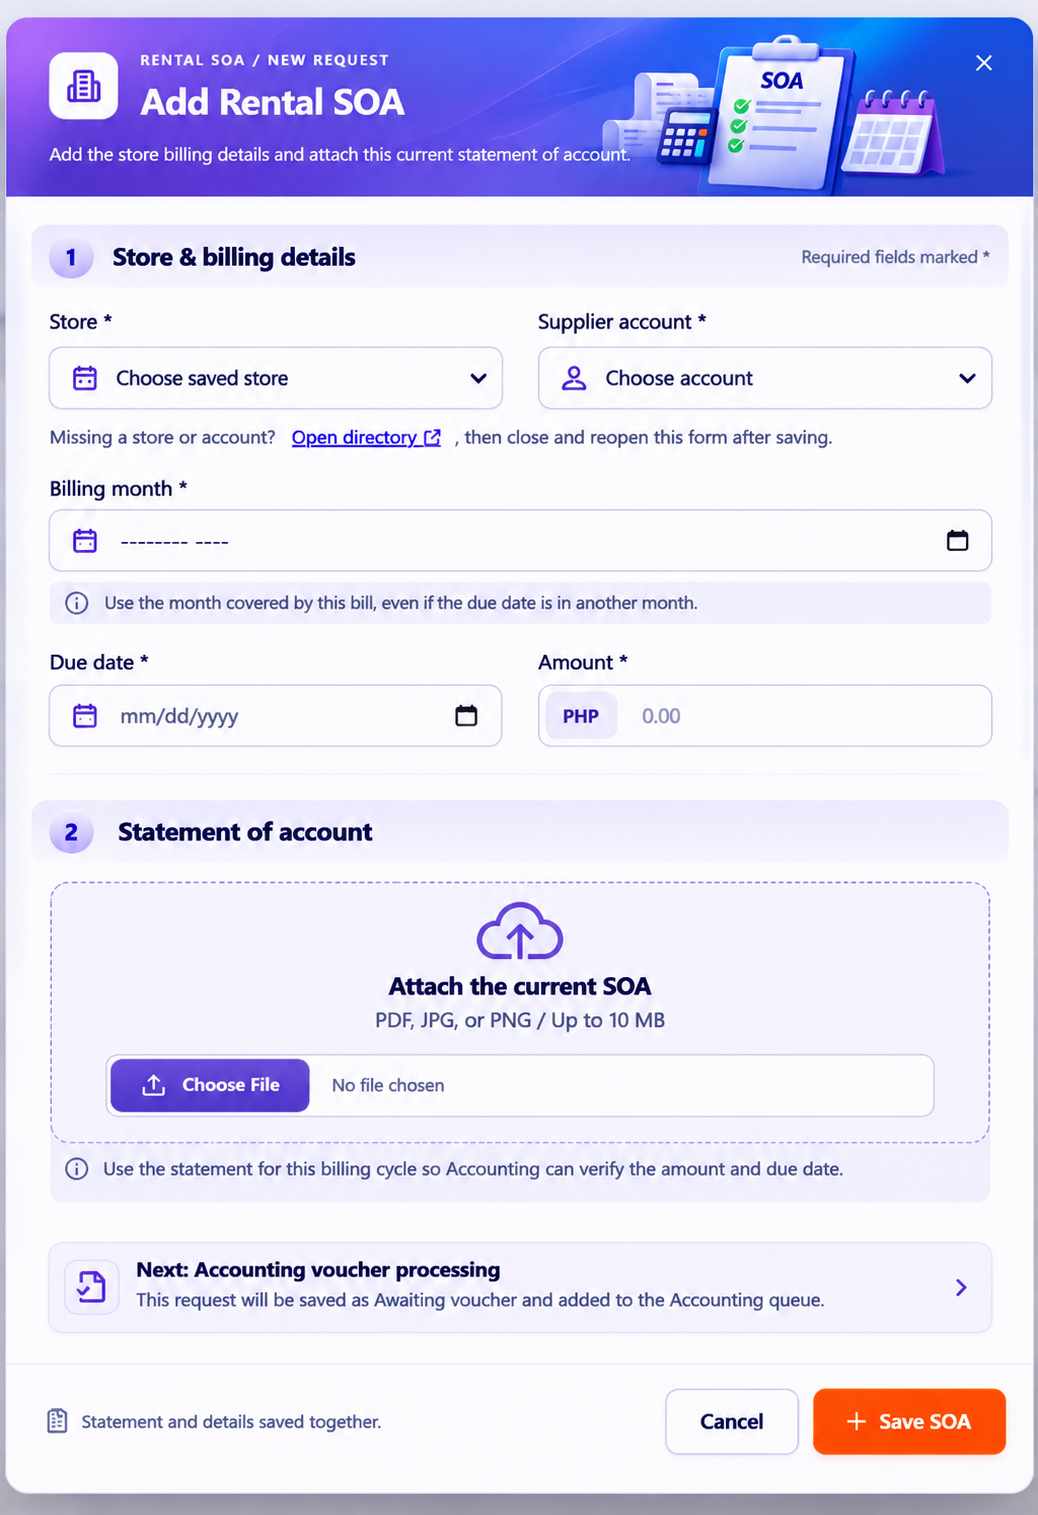 RENTAL SOA / NEW REQUEST
Add Rental SOA
Add the store billing details and attach this current statement of account.
SOA
1 Store & billing details
Required fields marked *
Store *
Supplier account *
Choose saved store
Choose account
Missing a store or account? Open directory , then close and reopen this form after saving.
Billing month *
-------- ----
Use the month covered by this bill, even if the due date is in another month.
Due date *
Amount *
mm/dd/yyyy
PHP 0.00
2 Statement of account
Attach the current SOA
PDF, JPG, or PNG / Up to 10 MB
Choose File No file chosen
Use the statement for this billing cycle so Accounting can verify the amount and due date.
Next: Accounting voucher processing
This request will be saved as Awaiting voucher and added to the Accounting queue.
Statement and details saved together.
Cancel
Save SOA